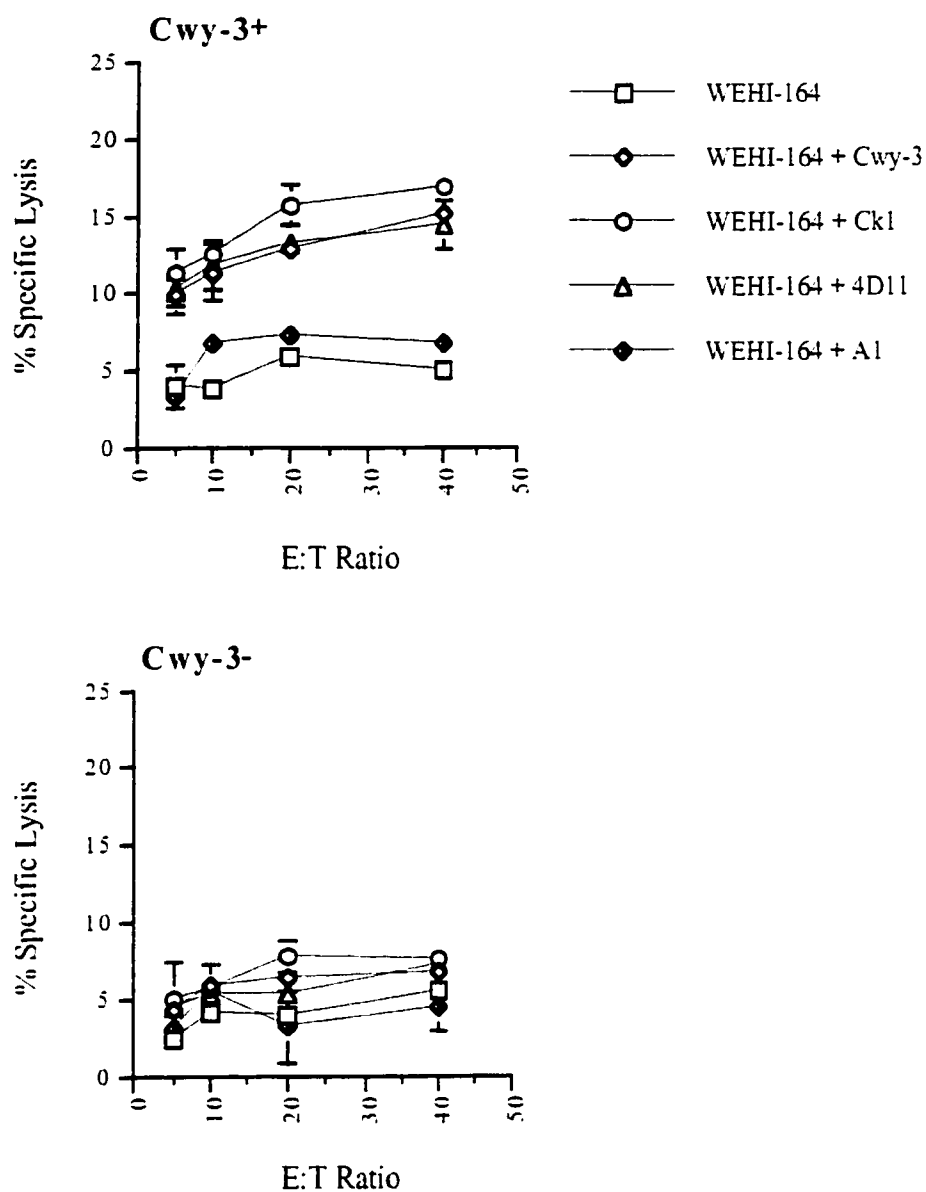 Cwy-3+
25
20
15
10
5
0
% Specific Lysis
0
10
20
30
40
50
E:T Ratio
WEHI-164
WEHI-164 + Cwy-3
WEHI-164 + Ck1
WEHI-164 + 4D11
WEHI-164 + A1
Cwy-3-
25
20
15
10
5
0
% Specific Lysis
0
10
20
30
40
50
E:T Ratio